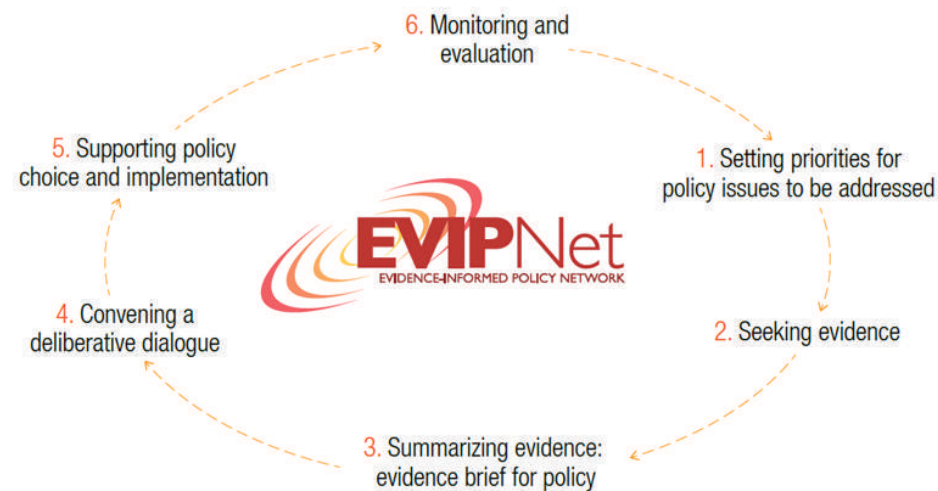 6. Monitoring and
evaluation
1. Setting priorities for
policy issues to be addressed
2. Seeking evidence
3. Summarizing evidence:
evidence brief for policy
4. Convening a
deliberative dialogue
5. Supporting policy
choice and implementation
EVIPNet
EVIDENCE-INFORMED POLICY NETWORK